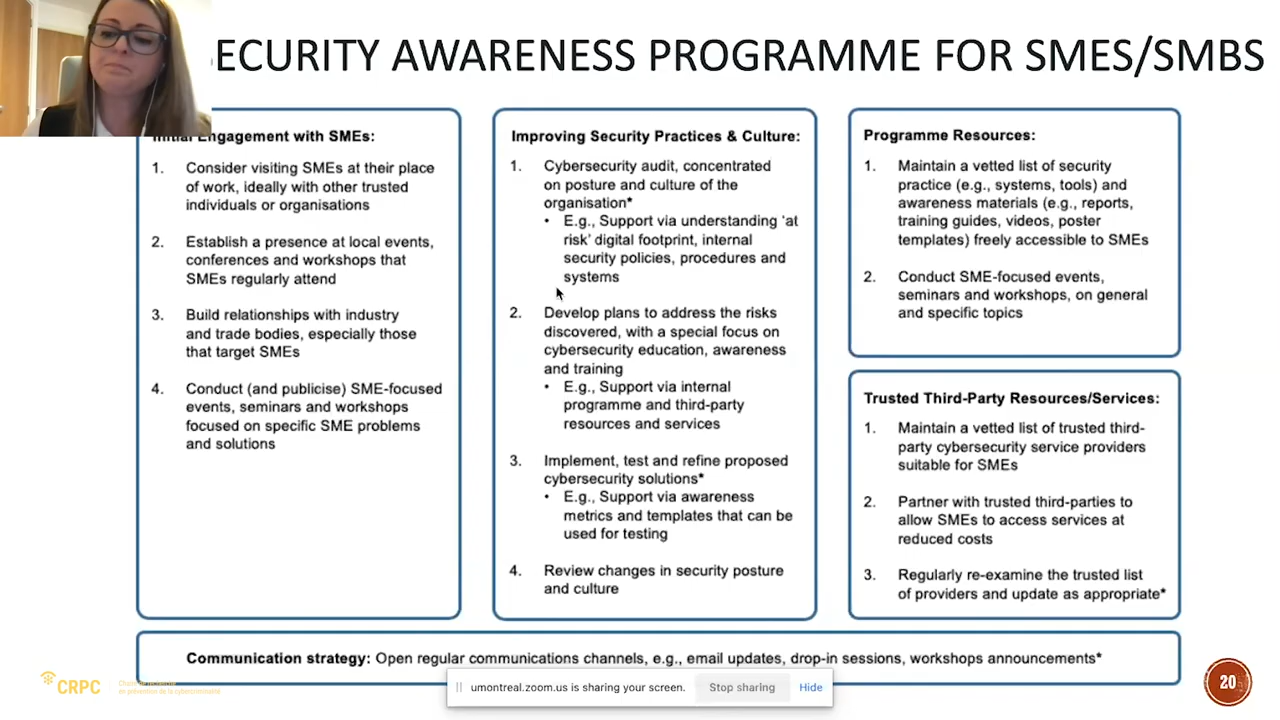 ECURITY AWARENESS PROGRAMME FOR SMES/SMBS
Initial Engagement with SMEs:
1. Consider visiting SMEs at their place
of work, ideally with other trusted
individuals or organisations
2. Establish a presence at local events,
conferences and workshops that
SMEs regularly attend
3. Build relationships with industry
and trade bodies, especially those
that target SMEs
4. Conduct (and publicise) SME-focused
events, seminars and workshops
focused on specific SME problems
and solutions
Improving Security Practices & Culture:
1. Cybersecurity audit, concentrated
on posture and culture of the
organisation*
• E.g., Support via understanding ‘at
risk’ digital footprint, internal
security policies, procedures and
systems
2. Develop plans to address the risks
discovered, with a special focus on
cybersecurity education, awareness
and training
• E.g., Support via internal
programme and third-party
resources and services
3. Implement, test and refine proposed
cybersecurity solutions*
• E.g., Support via awareness
metrics and templates that can be
used for testing
4. Review changes in security posture
and culture
Programme Resources:
1. Maintain a vetted list of security
practice (e.g., systems, tools) and
awareness materials (e.g., reports,
training guides, videos, poster
templates) freely accessible to SMEs
2. Conduct SME-focused events,
seminars and workshops, on general
and specific topics
Trusted Third-Party Resources/Services:
1. Maintain a vetted list of trusted third-
party cybersecurity service providers
suitable for SMEs
2. Partner with trusted third-parties to
allow SMEs to access services at
reduced costs
3. Regularly re-examine the trusted list
of providers and update as appropriate*
Communication strategy: Open regular communications channels, e.g., email updates, drop-in sessions, workshops announcements*
CRPC
Chaire de recherche
en prévention de la cybercriminalité
umontreal.zoom.us is sharing your screen.
Stop sharing
Hide
20